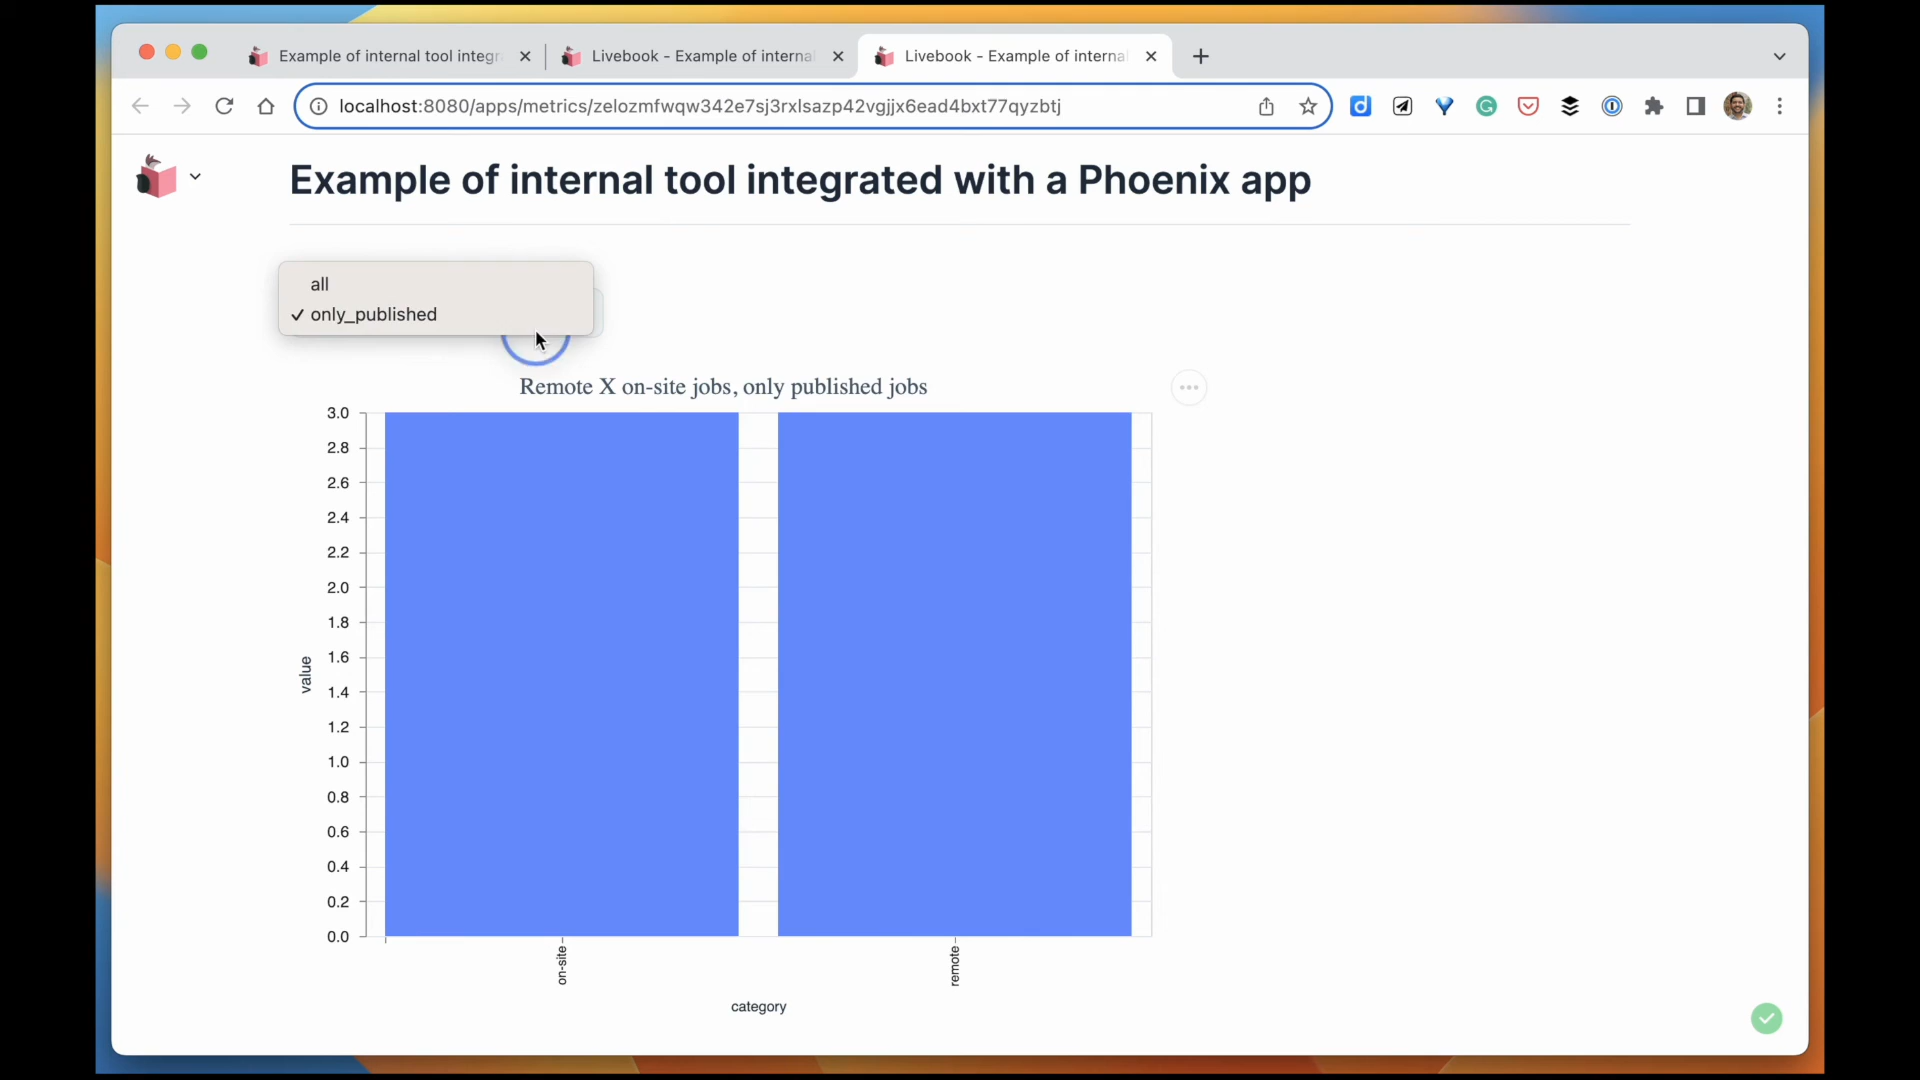 Example of internal tool integr
Livebook - Example of interna
Livebook - Example of interna
localhost:8080/apps/metrics/zelozmfwqw342e7sj3rxlsazp42vgjjx6ead4bxt77qyzbtj
Example of internal tool integrated with a Phoenix app
all
✓ only_published
Remote X on-site jobs, only published jobs
3.0
2.8
2.6
2.4
2.2
2.0
1.8
1.6
1.4
1.2
1.0
0.8
0.6
0.4
0.2
0.0
value
on-site
remote
category